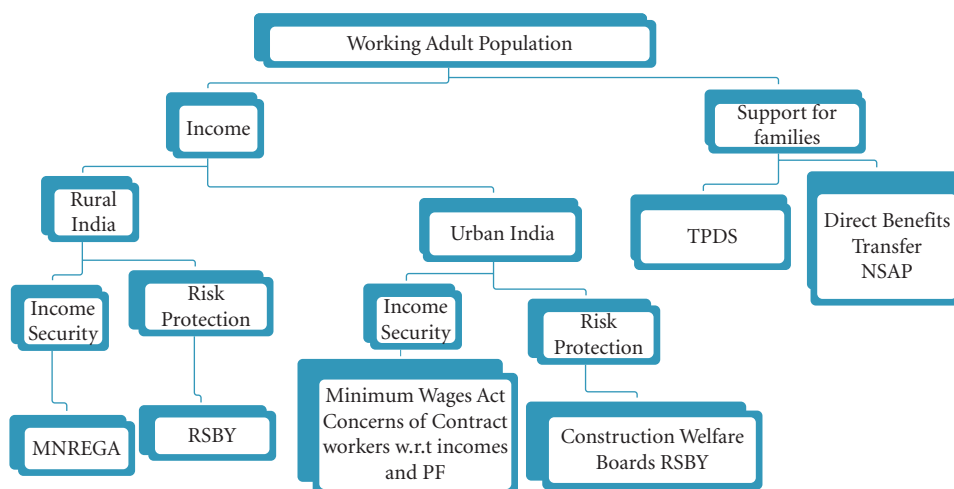 Working Adult Population
Income
Support for
families
Rural
India
Urban India
TPDS
Direct Benefits
Transfer
NSAP
Income
Security
Risk
Protection
Income
Security
Risk
Protection
MNREGA
RSBY
Minimum Wages Act
Concerns of Contract
workers w.r.t incomes
and PF
Construction Welfare
Boards RSBY